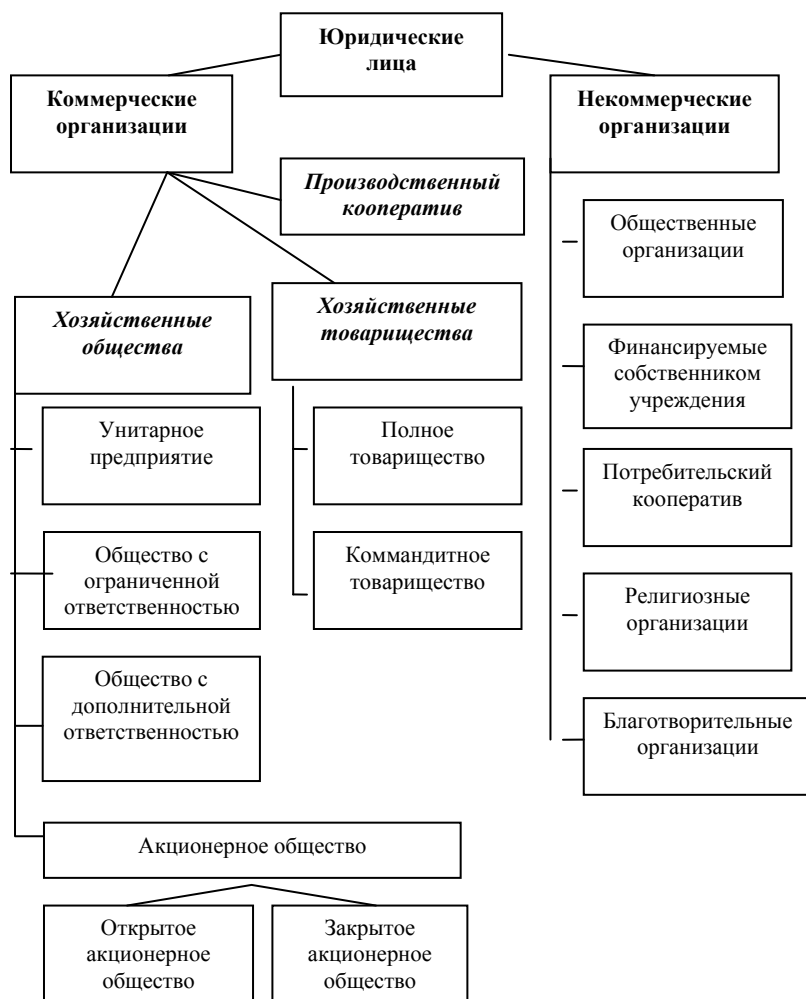 Юридические
лица
Коммерческие
организации
Некоммерческие
организации
Производственный
кооператив
Общественные
организации
Хозяйственные
общества
Хозяйственные
товарищества
Финансируемые
собственником
учреждения
Унитарное
предприятие
Полное
товарищество
Потребительский
кооператив
Общество с
ограниченной
ответственностью
Коммандитное
товарищество
Религиозные
организации
Общество с
дополнительной
ответственностью
Благотворительные
организации
Акционерное общество
Открытое
акционерное
общество
Закрытое
акционерное
общество